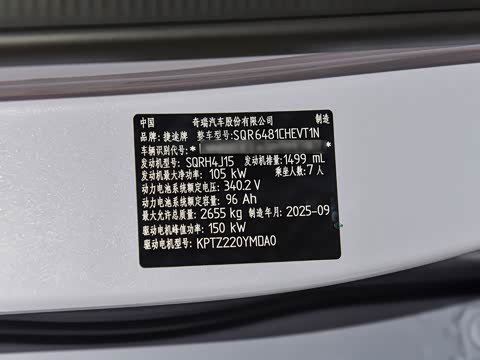 中国 奇瑞汽车股份有限公司 制造
品牌: 捷途牌 整车型号: SQR6481CHEVT1N
车辆识别代号: * *
发动机型号: SQRH4J15 发动机排量: 1499 mL
发动机最大净功率: 105 kW 乘坐人数: 7 人
动力电池系统额定电压: 340.2 V
动力电池系统额定容量: 96 Ah
最大允许总质量: 2655 kg 制造年月: 2025-09
驱动电机峰值功率: 150 kW
驱动电机型号: KPTZ220YMDA0